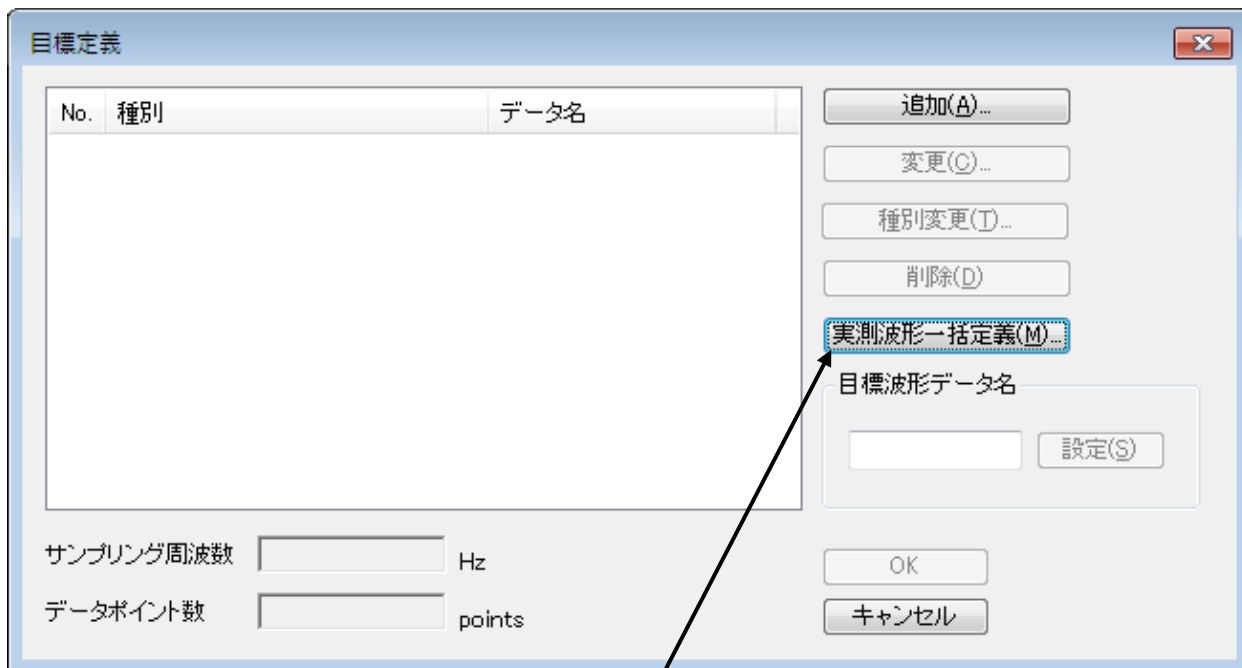 目標定義
No. 種別 データ名
追加(A)...
変更(C)...
種別変更(T)...
削除(D)
実測波形一括定義(M)...
目標波形データ名
設定(S)
サンプリング周波数 Hz
データポイント数 points
OK
キャンセル